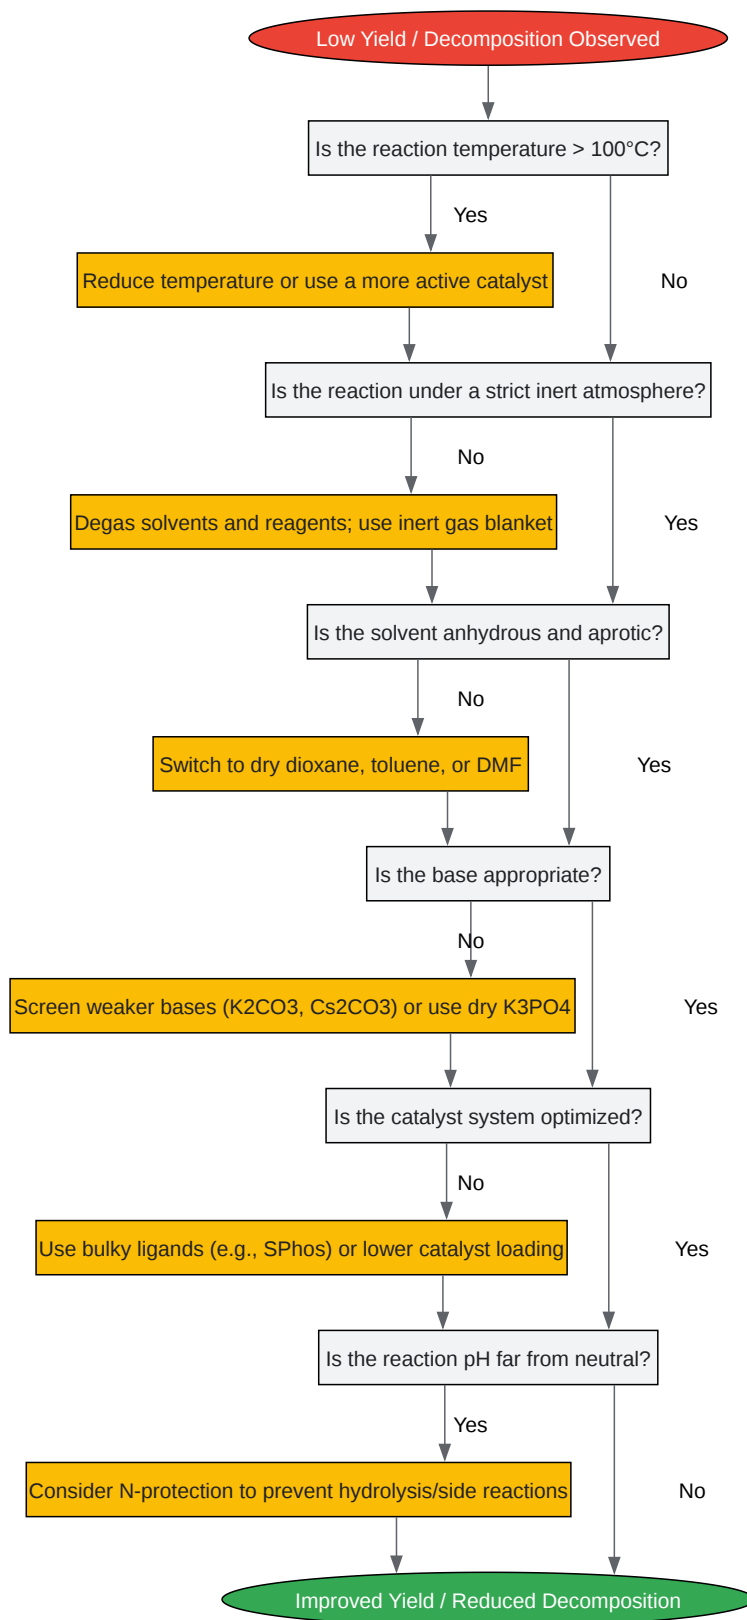 Low Yield / Decomposition Observed
Is the reaction temperature > 100°C?
Yes
Reduce temperature or use a more active catalyst
No
Is the reaction under a strict inert atmosphere?
No
Degas solvents and reagents; use inert gas blanket
Yes
Is the solvent anhydrous and aprotic?
No
Switch to dry dioxane, toluene, or DMF
Yes
Is the base appropriate?
No
Screen weaker bases (K2CO3, Cs2CO3) or use dry K3PO4
Yes
Is the catalyst system optimized?
No
Use bulky ligands (e.g., SPhos) or lower catalyst loading
Yes
Is the reaction pH far from neutral?
Yes
Consider N-protection to prevent hydrolysis/side reactions
No
Improved Yield / Reduced Decomposition